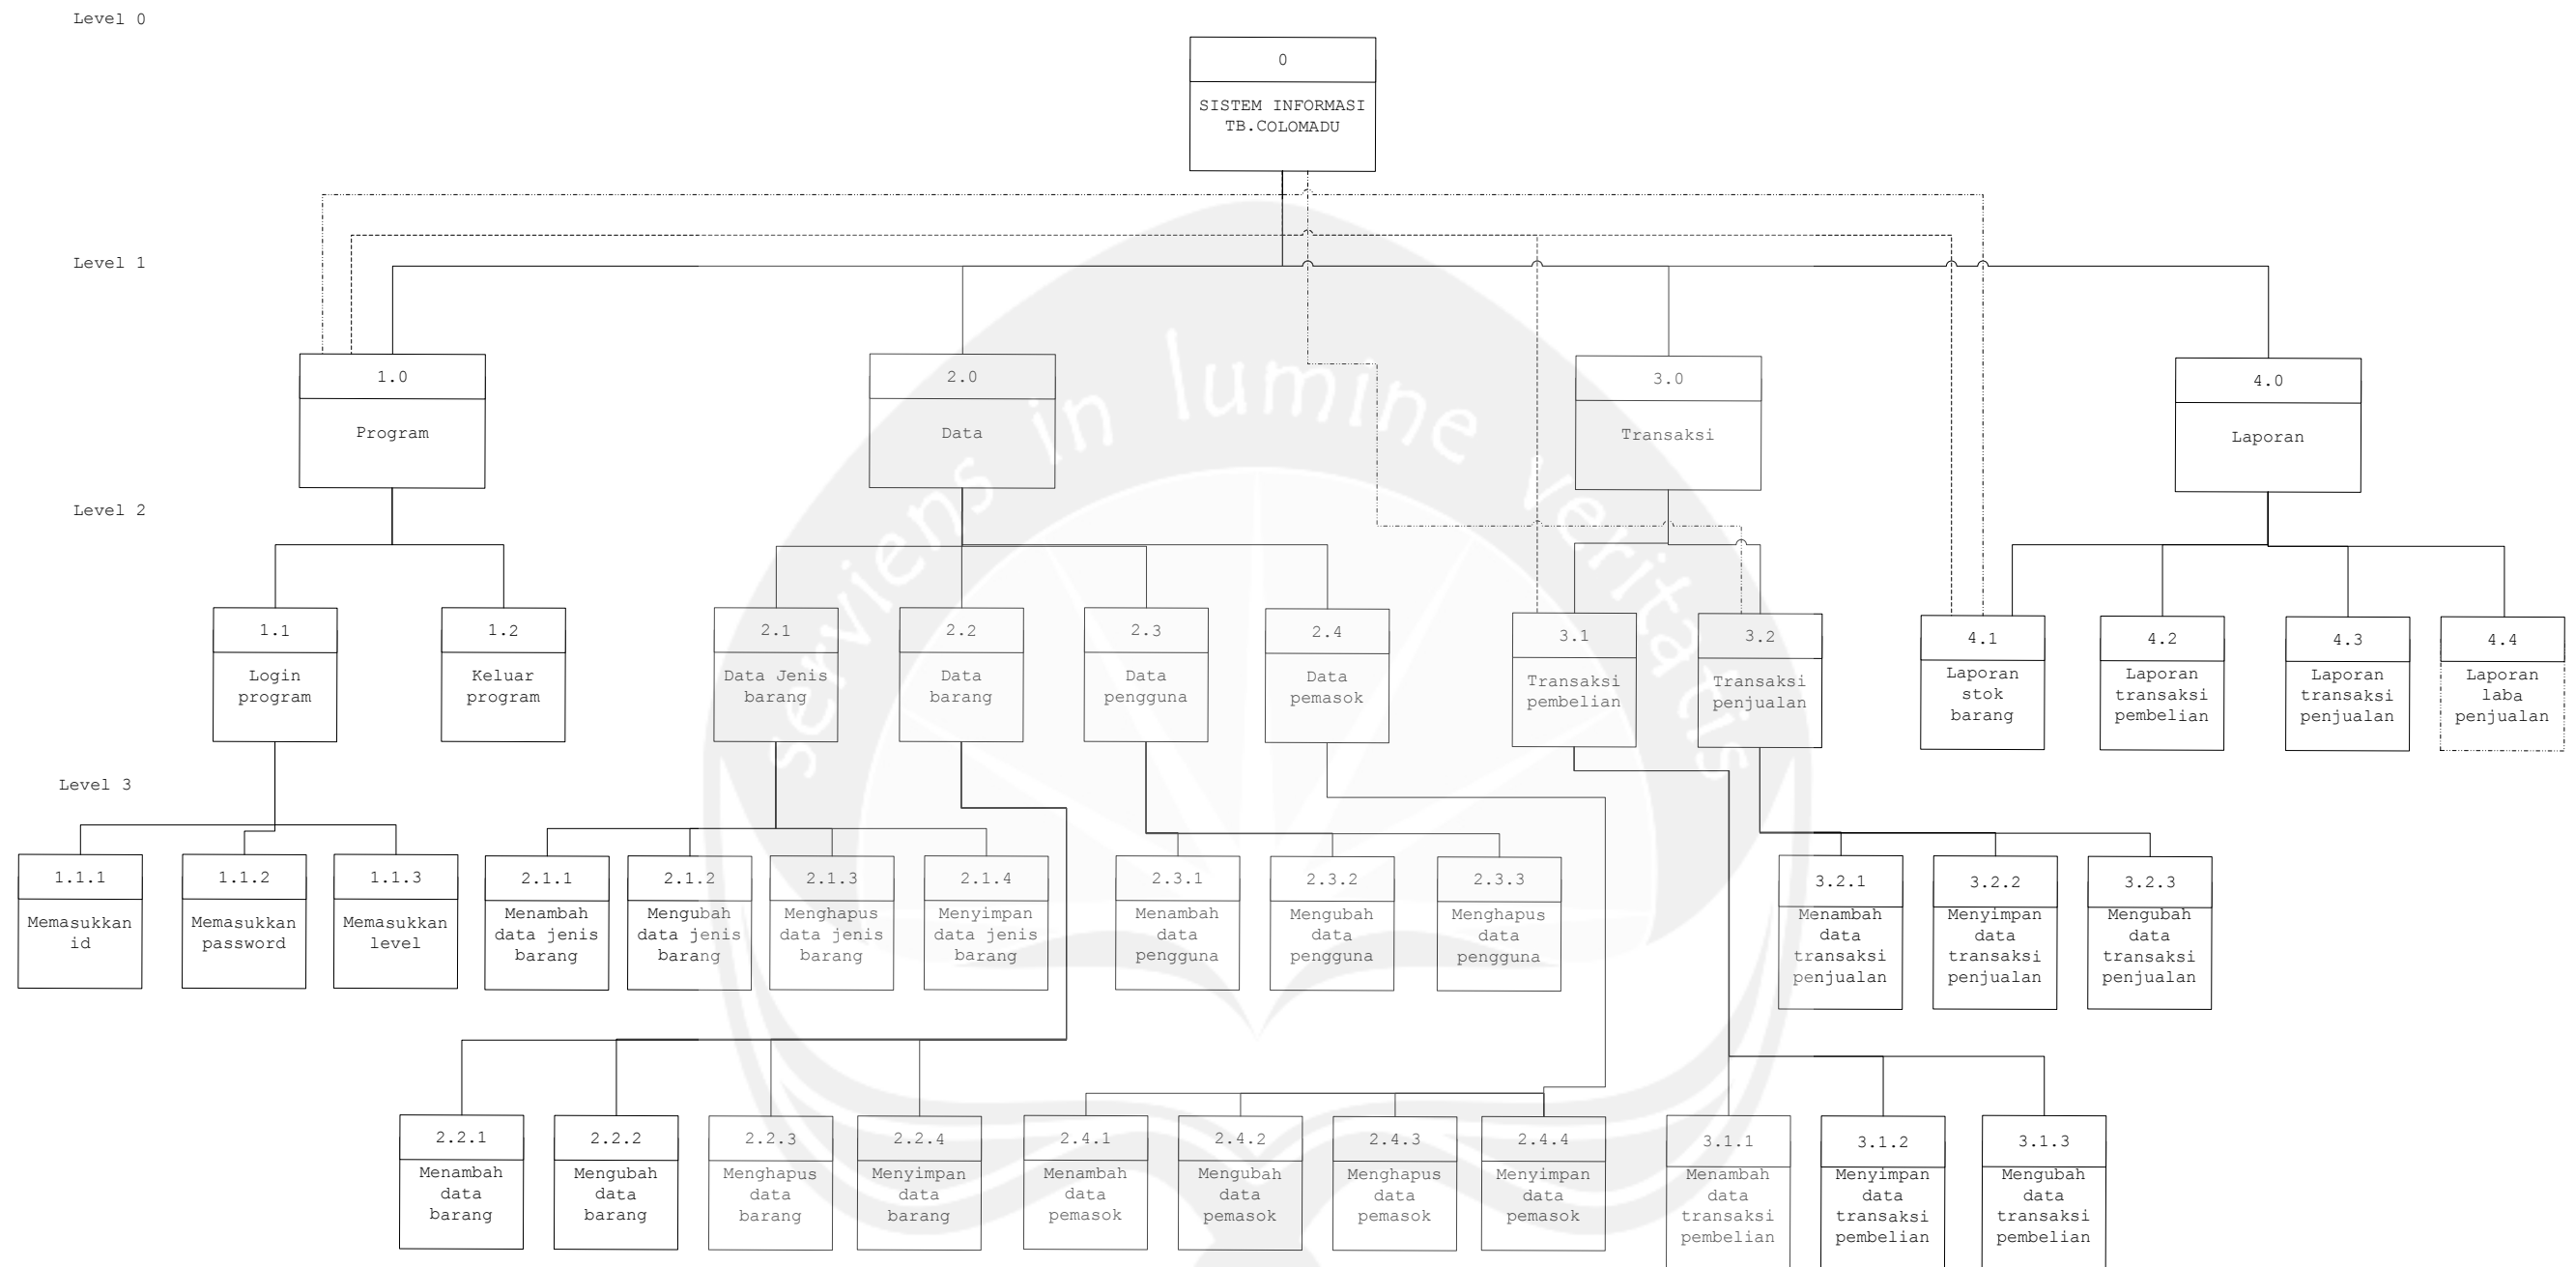 Level 0
0
SISTEM INFORMASI
TB.COLOMADU
Level 1
1.0
Program
2.0
Data
3.0
Transaksi
4.0
Laporan
Level 2
1.1
Login
program
1.2
Keluar
program
2.1
Data Jenis
barang
2.2
Data
barang
2.3
Data
pengguna
2.4
Data
pemasok
3.1
Transaksi
pembelian
3.2
Transaksi
penjualan
4.1
Laporan
stok
barang
4.2
Laporan
transaksi
pembelian
4.3
Laporan
transaksi
penjualan
4.4
Laporan
laba
penjualan
Level 3
1.1.1
Memasukkan
id
1.1.2
Memasukkan
password
1.1.3
Memasukkan
level
2.1.1
Menambah
data jenis
barang
2.1.2
Mengubah
data jenis
barang
2.1.3
Menghapus
data jenis
barang
2.1.4
Menyimpan
data jenis
barang
2.3.1
Menambah
data
pengguna
2.3.2
Mengubah
data
pengguna
2.3.3
Menghapus
data
pengguna
3.2.1
Menambah
data
transaksi
penjualan
3.2.2
Menyimpan
data
transaksi
penjualan
3.2.3
Mengubah
data
transaksi
penjualan
2.2.1
Menambah
data
barang
2.2.2
Mengubah
data
barang
2.2.3
Menghapus
data
barang
2.2.4
Menyimpan
data
barang
2.4.1
Menambah
data
pemasok
2.4.2
Mengubah
data
pemasok
2.4.3
Menghapus
data
pemasok
2.4.4
Menyimpan
data
pemasok
3.1.1
Menambah
data
transaksi
pembelian
3.1.2
Menyimpan
data
transaksi
pembelian
3.1.3
Mengubah
data
transaksi
pembelian
serviens in lumine veritatis